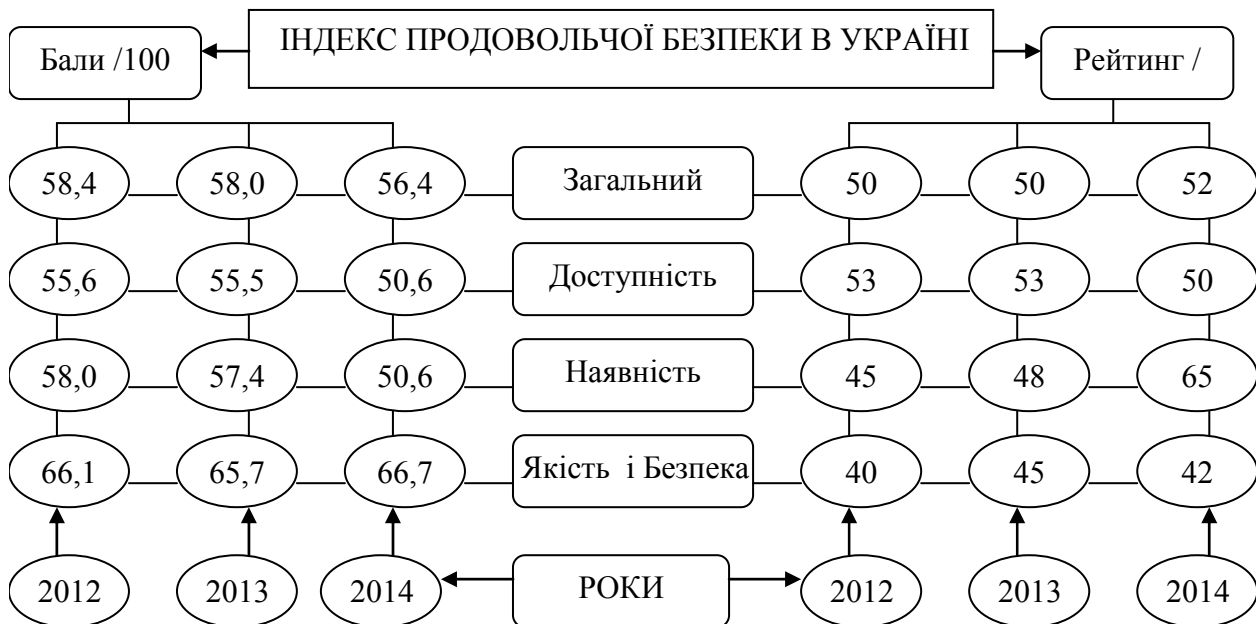 ІНДЕКС ПРОДОВОЛЬЧОЇ БЕЗПЕКИ В УКРАЇНІ
Бали /100
Рейтинг /
58,4 58,0 56,4 Загальний 50 50 52
55,6 55,5 50,6 Доступність 53 53 50
58,0 57,4 50,6 Наявність 45 48 65
66,1 65,7 66,7 Якість і Безпека 40 45 42
2012 2013 2014 РОКИ 2012 2013 2014